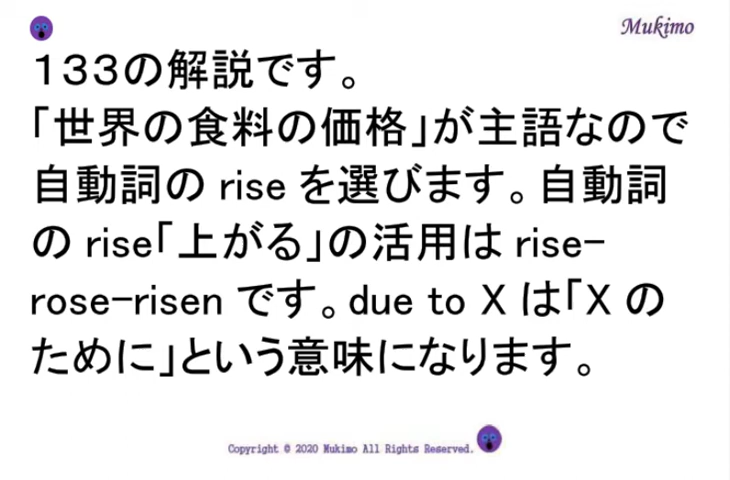 Mukimo
133の解説です。
「世界の食料の価格」が主語なので
自動詞の rise を選びます。自動詞
の rise「上がる」の活用は rise-
rose-risen です。due to X は「X の
ために」という意味になります。
Copyright © 2020 Mukimo All Rights Reserved.